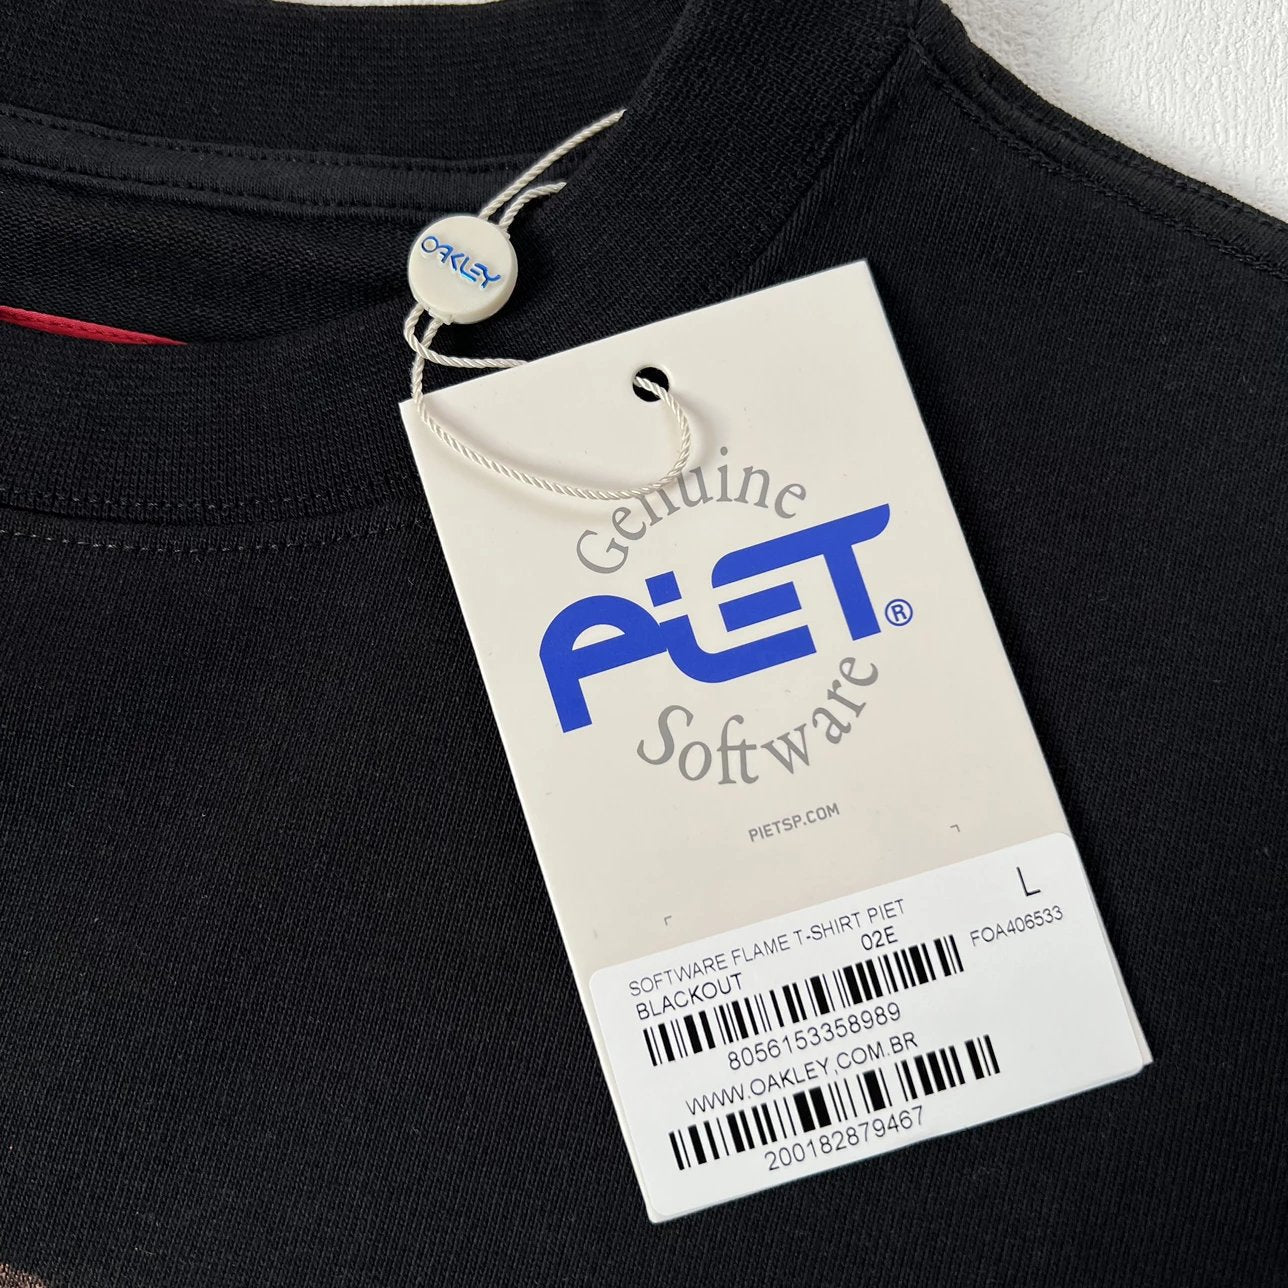 OAKLEY
Genuine
PiET®
Software
PIETSP.COM
L
SOFTWARE FLAME T-SHIRT PIET
BLACKOUT 02E FOA406533
8056153358989
WWW.OAKLEY.COM.BR
200182879467